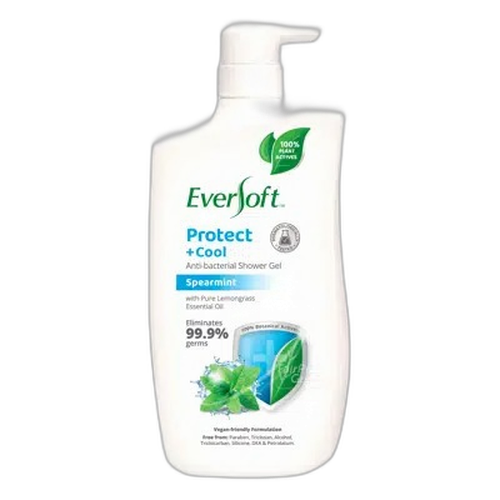 100%
PLANT
ACTIVES
EverSoft™
Protect
+Cool
Anti-bacterial Shower Gel
Spearmint
with Pure Lemongrass
Essential Oil
Eliminates
99.9%
germs
100% Botanical Actives
Vegan-friendly Formulation
Free from: Paraben, Triclosan, Alcohol,
Triclocarban, Silicone, DEA & Petrolatum.